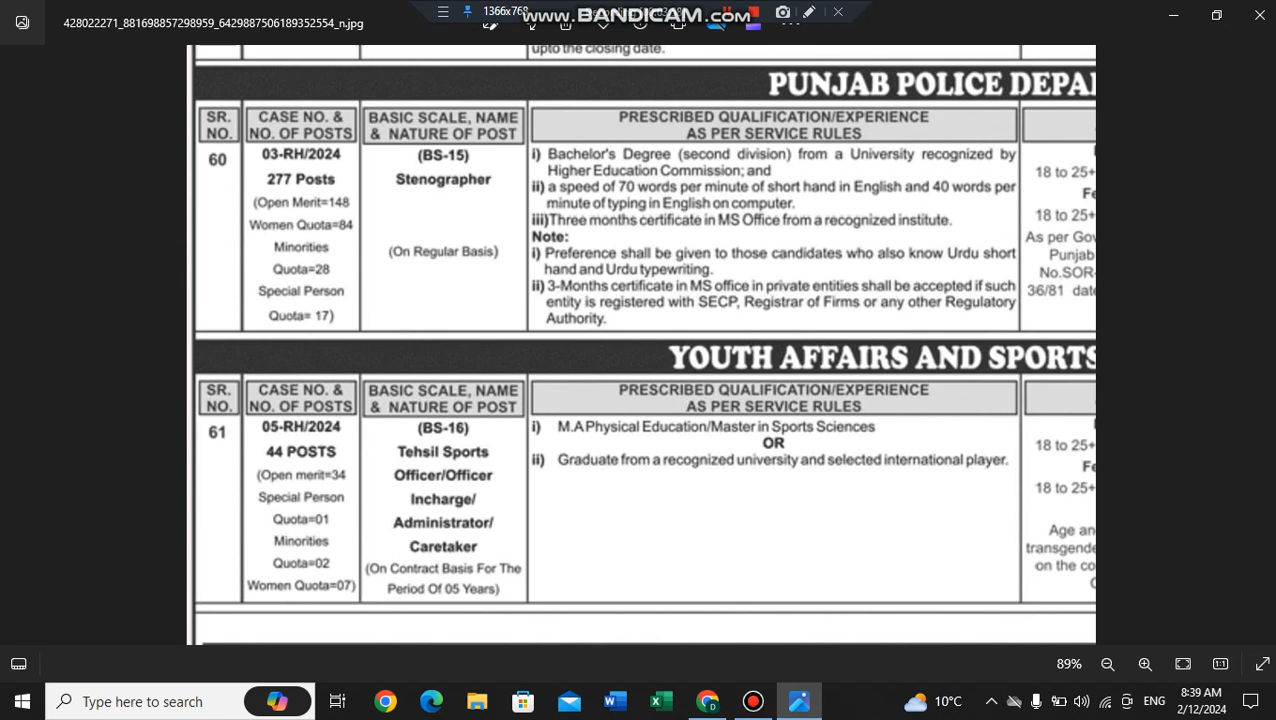 428022271_881698857298959_6429887506189352554_n.jpg
1366x768
www.BANDICAM.com
upto the closing date.
PUNJAB POLICE DEPA
SR. NO.
CASE NO. & NO. OF POSTS
BASIC SCALE, NAME & NATURE OF POST
PRESCRIBED QUALIFICATION/EXPERIENCE
AS PER SERVICE RULES
60
03-RH/2024
277 Posts
(Open Merit=148
Women Quota=84
Minorities
Quota=28
Special Person
Quota= 17)
(BS-15)
Stenographer
(On Regular Basis)
i) Bachelor's Degree (second division) from a University recognized by
Higher Education Commission; and
ii) a speed of 70 words per minute of short hand in English and 40 words per
minute of typing in English on computer.
iii)Three months certificate in MS Office from a recognized institute.
Note:
i) Preference shall be given to those candidates who also know Urdu short
hand and Urdu typewriting.
ii) 3-Months certificate in MS office in private entities shall be accepted if such
entity is registered with SECP, Registrar of Firms or any other Regulatory
Authority.
18 to 25+
Fe
18 to 25+
As per Gov
Punjab
No.SOR-
36/81 date
YOUTH AFFAIRS AND SPORTS
SR. NO.
CASE NO. & NO. OF POSTS
BASIC SCALE, NAME & NATURE OF POST
PRESCRIBED QUALIFICATION/EXPERIENCE
AS PER SERVICE RULES
61
05-RH/2024
44 POSTS
(Open merit=34
Special Person
Quota=01
Minorities
Quota=02
Women Quota=07)
(BS-16)
Tehsil Sports
Officer/Officer
Incharge/
Administrator/
Caretaker
(On Contract Basis For The
Period Of 05 Years)
i) M.A Physical Education/Master in Sports Sciences
OR
ii) Graduate from a recognized university and selected international player.
18 to 25+
Fe
18 to 25+
Age an
transgende
on the co
89%
Type here to search
10°C
ENG
8:39 AM
2/12/2024